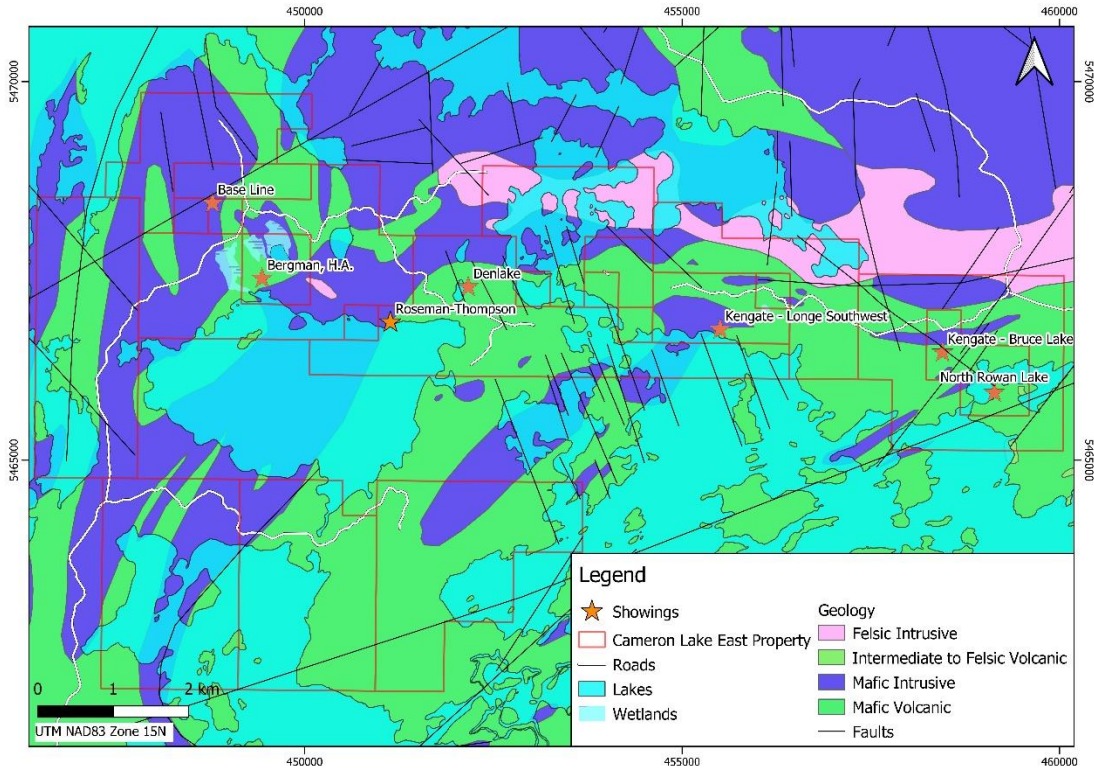 450000 455000 460000
5470000 5470000
Base Line
Bergman, H.A.
Denlake
Roseman-Thompson
Kengate - Longe Southwest
Kengate - Bruce Lake
North Rowan Lake
5465000 5465000
Legend
Showings
Cameron Lake East Property
Roads
Lakes
Wetlands
Geology
Felsic Intrusive
Intermediate to Felsic Volcanic
Mafic Intrusive
Mafic Volcanic
Faults
0 1 2 km
UTM NAD83 Zone 15N
450000 455000 460000